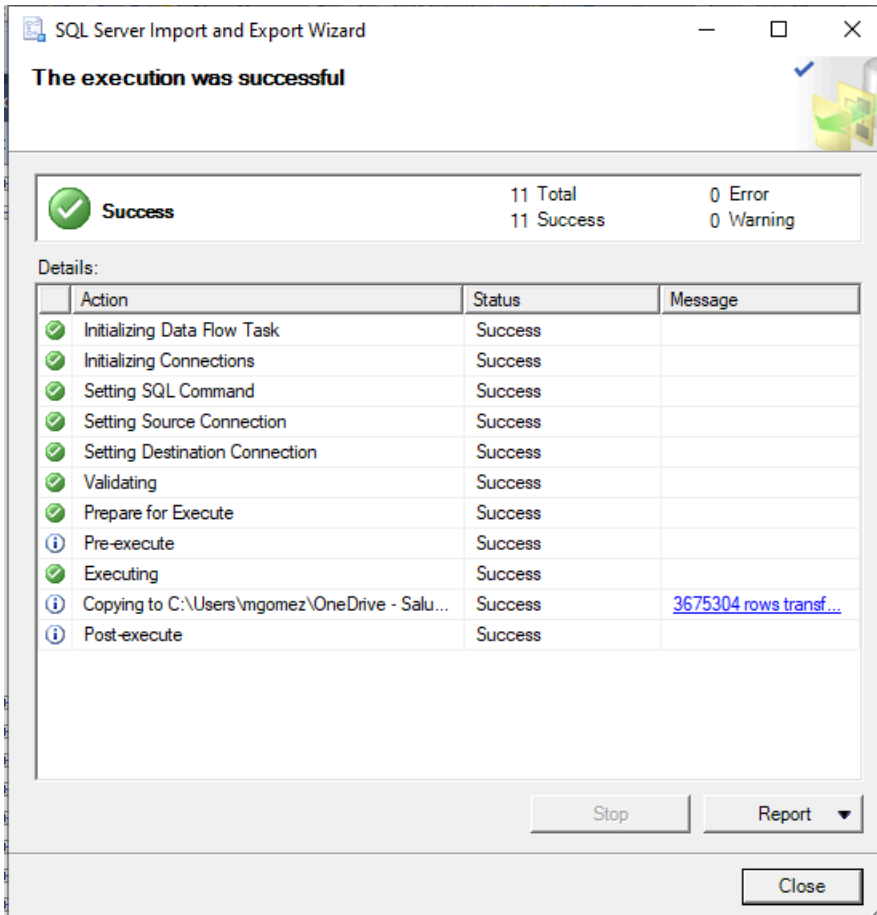 SQL Server Import and Export Wizard
The execution was successful
Success
11 Total
0 Error
11 Success
0 Warning
Details:
Action Status Message
Initializing Data Flow Task Success
Initializing Connections Success
Setting SQL Command Success
Setting Source Connection Success
Setting Destination Connection Success
Validating Success
Prepare for Execute Success
Pre-execute Success
Executing Success
Copying to C:\Users\mgomez\OneDrive - Salu... Success 3675304 rows transf...
Post-execute Success
Stop
Report
Close